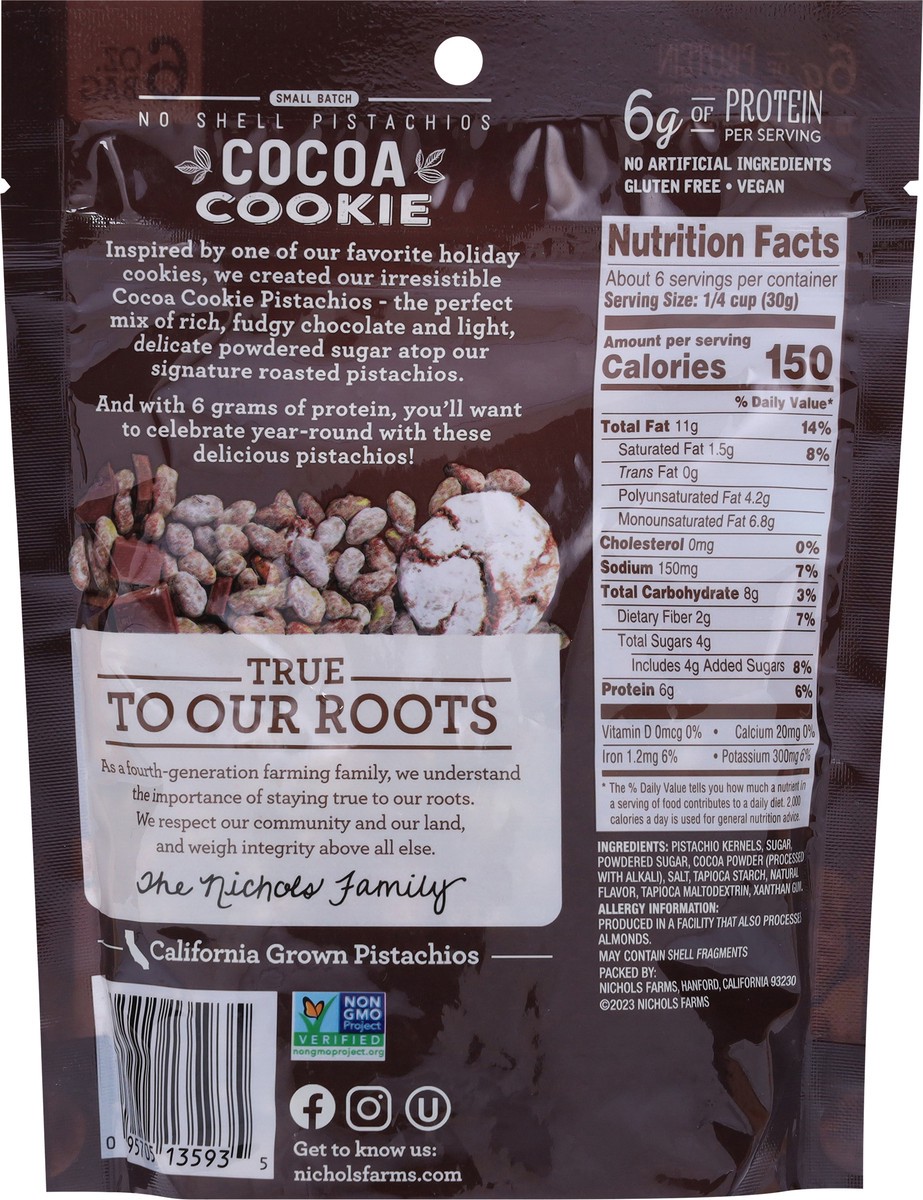 SMALL BATCH
NO SHELL PISTACHIOS
COCOA
COOKIE
Inspired by one of our favorite holiday
cookies, we created our irresistible
Cocoa Cookie Pistachios - the perfect
mix of rich, fudgy chocolate and light,
delicate powdered sugar atop our
signature roasted pistachios.
And with 6 grams of protein, you'll want
to celebrate year-round with these
delicious pistachios!
TRUE
TO OUR ROOTS
As a fourth-generation farming family, we understand
the importance of staying true to our roots.
We respect our community and our land,
and weigh integrity above all else.
The Nichols Family
California Grown Pistachios
0 95705 13593 5
NON
GMO
Project
VERIFIED
nongmoproject.org
U
Get to know us:
nicholsfarms.com
6g OF PROTEIN
PER SERVING
NO ARTIFICIAL INGREDIENTS
GLUTEN FREE • VEGAN
Nutrition Facts
About 6 servings per container
Serving Size: 1/4 cup (30g)
Amount per serving
Calories 150
% Daily Value*
Total Fat 11g 14%
Saturated Fat 1.5g 8%
Trans Fat 0g
Polyunsaturated Fat 4.2g
Monounsaturated Fat 6.8g
Cholesterol 0mg 0%
Sodium 150mg 7%
Total Carbohydrate 8g 3%
Dietary Fiber 2g 7%
Total Sugars 4g
Includes 4g Added Sugars 8%
Protein 6g 6%
Vitamin D 0mcg 0% • Calcium 20mg 0%
Iron 1.2mg 6% • Potassium 300mg 6%
* The % Daily Value tells you how much a nutrient in
a serving of food contributes to a daily diet. 2,000
calories a day is used for general nutrition advice.
INGREDIENTS: PISTACHIO KERNELS, SUGAR,
POWDERED SUGAR, COCOA POWDER (PROCESSED
WITH ALKALI), SALT, TAPIOCA STARCH, NATURAL
FLAVOR, TAPIOCA MALTODEXTRIN, XANTHAN GUM.
ALLERGY INFORMATION:
PRODUCED IN A FACILITY THAT ALSO PROCESSES
ALMONDS.
MAY CONTAIN SHELL FRAGMENTS
PACKED BY:
NICHOLS FARMS, HANFORD, CALIFORNIA 93230
©2023 NICHOLS FARMS